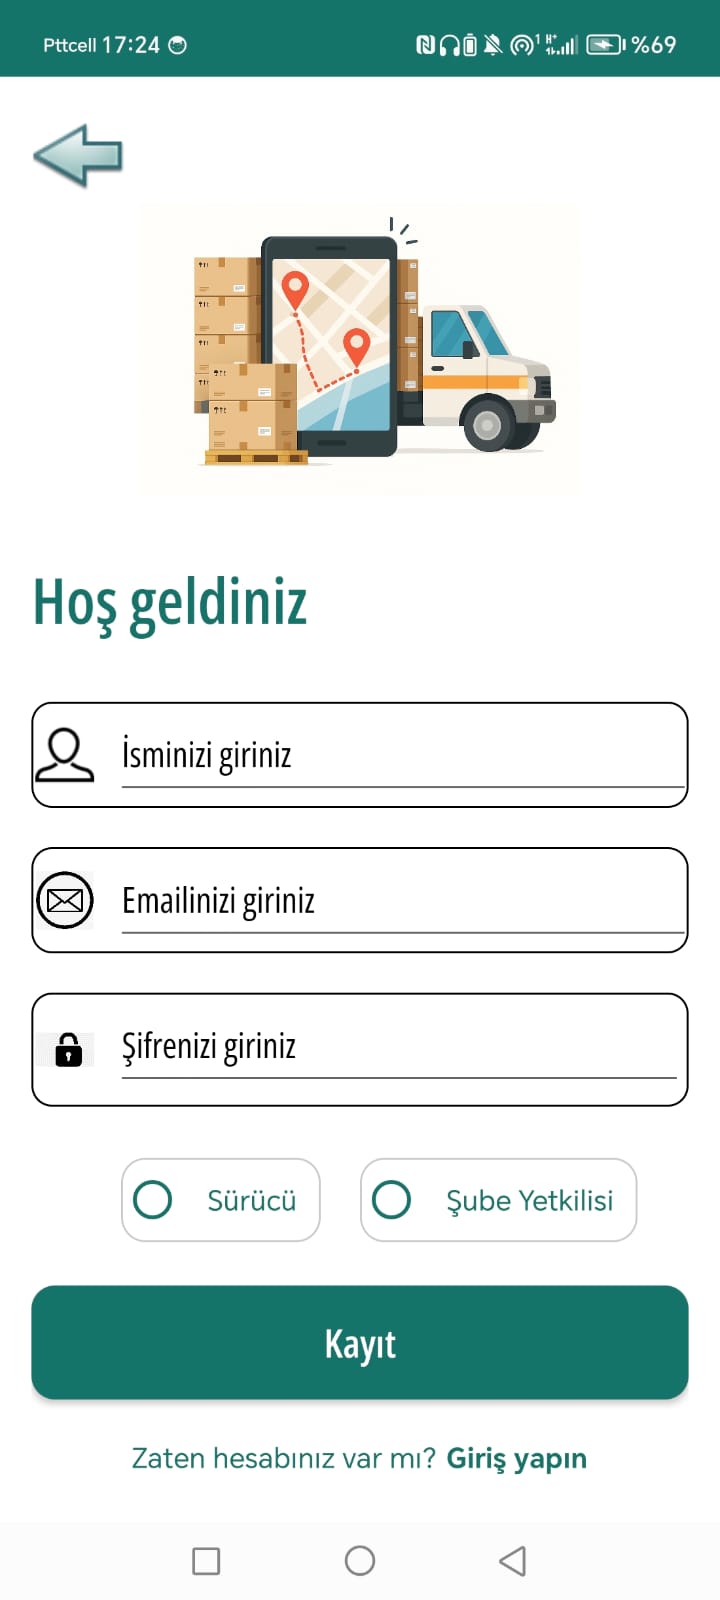 Pttcell 17:24 %69
Hoş geldiniz
İsminizi giriniz
Emailinizi giriniz
Şifrenizi giriniz
Sürücü Şube Yetkilisi
Kayıt
Zaten hesabınız var mı? Giriş yapın